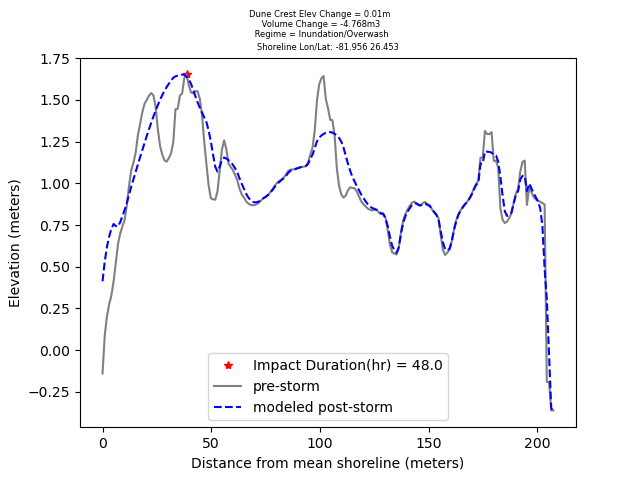 Dune Crest Elev Change = 0.01m
Volume Change = -4.768m3
Regime = Inundation/Overwash
Shoreline Lon/Lat: -81.956 26.453
1.75
1.50
1.25
1.00
0.75
0.50
0.25
0.00
−0.25
Elevation (meters)
Impact Duration(hr) = 48.0
pre-storm
modeled post-storm
0 50 100 150 200
Distance from mean shoreline (meters)